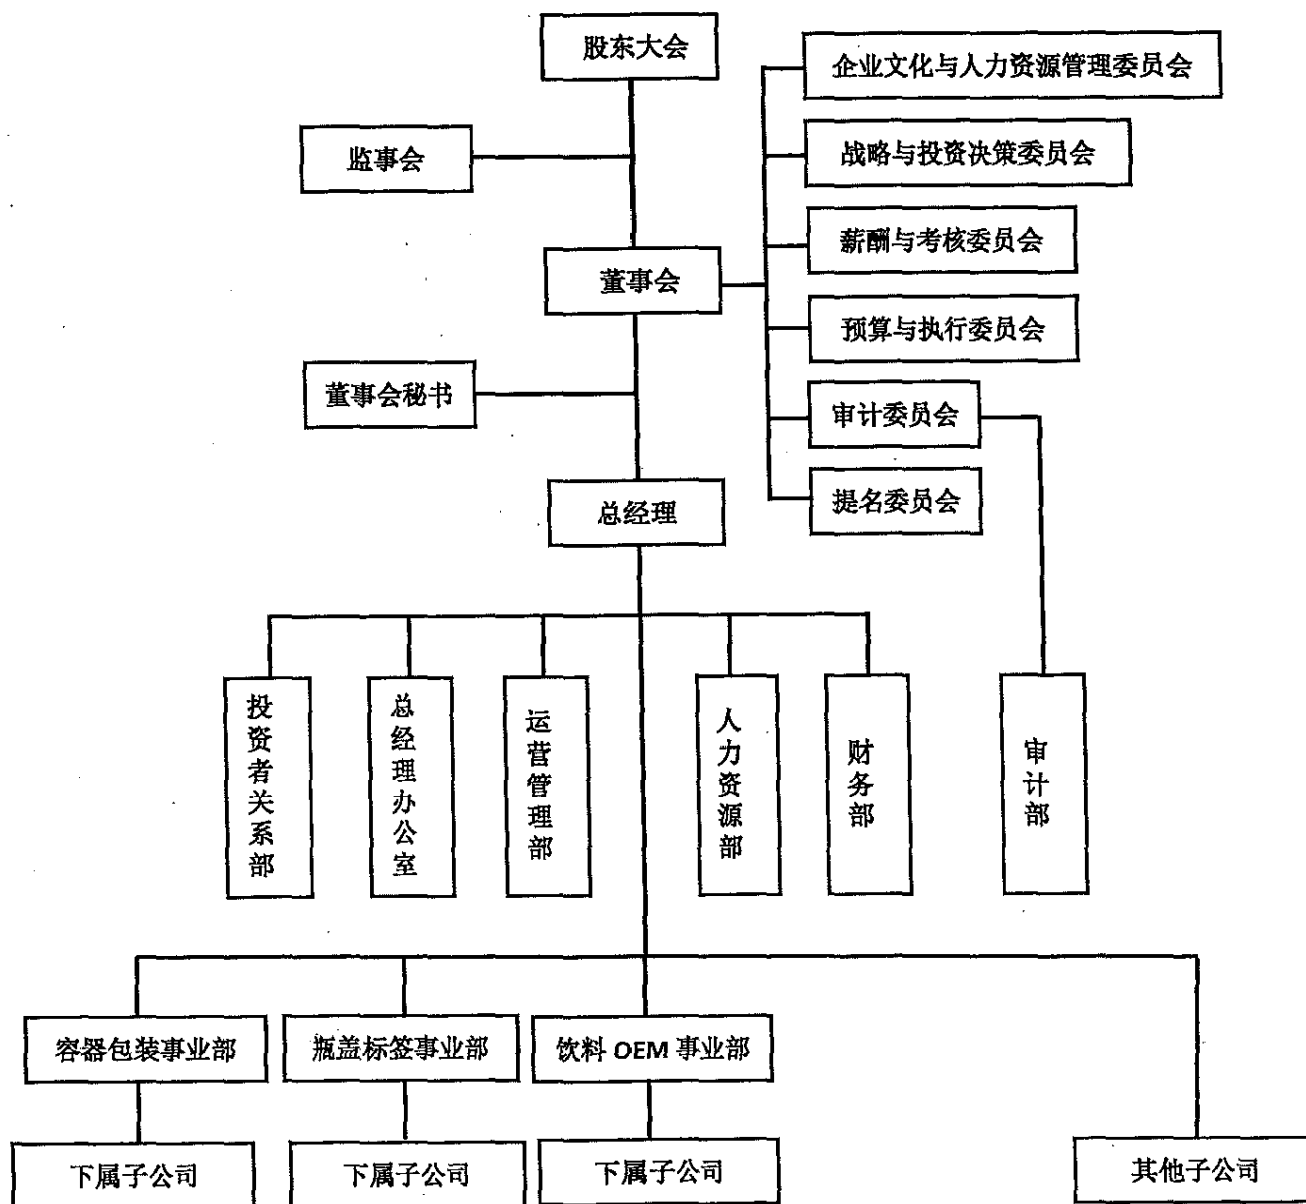 股东大会
企业文化与人力资源管理委员会
监事会
战略与投资决策委员会
薪酬与考核委员会
董事会
预算与执行委员会
董事会秘书
审计委员会
提名委员会
总经理
投资者关系部
总经理办公室
运营管理部
人力资源部
财务部
审计部
容器包装事业部
瓶盖标签事业部
饮料 OEM 事业部
下属子公司
下属子公司
下属子公司
其他子公司